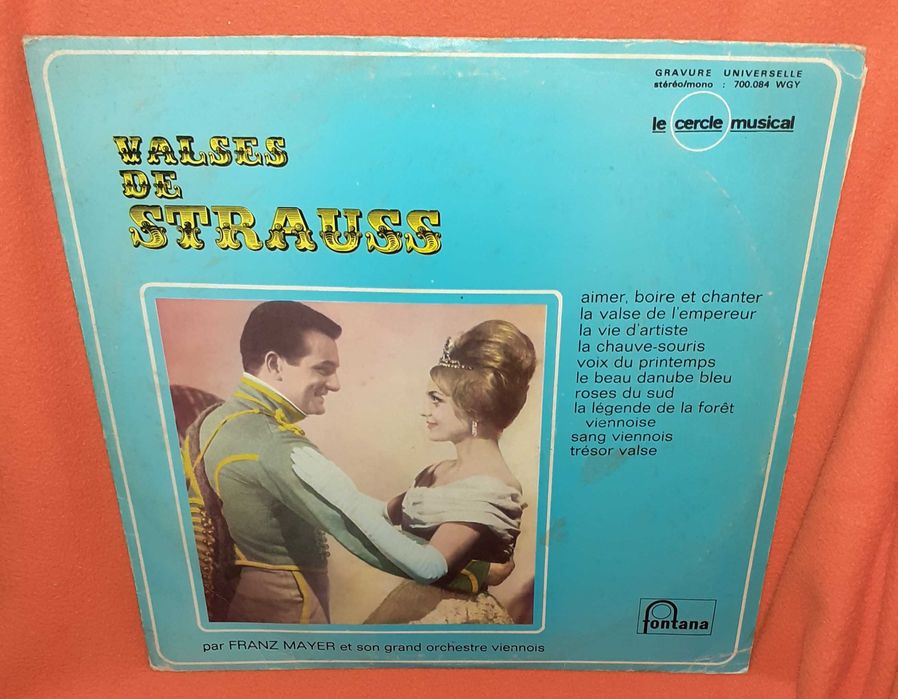 GRAVURE UNIVERSELLE
stéréo/mono : 700.084 WGY
le cercle musical
VALSES
DE
STRAUSS
aimer, boire et chanter
la valse de l'empereur
la vie d'artiste
la chauve-souris
voix du printemps
le beau danube bleu
roses du sud
la légende de la forêt
viennoise
sang viennois
trésor valse
fontana
par FRANZ MAYER et son grand orchestre viennois